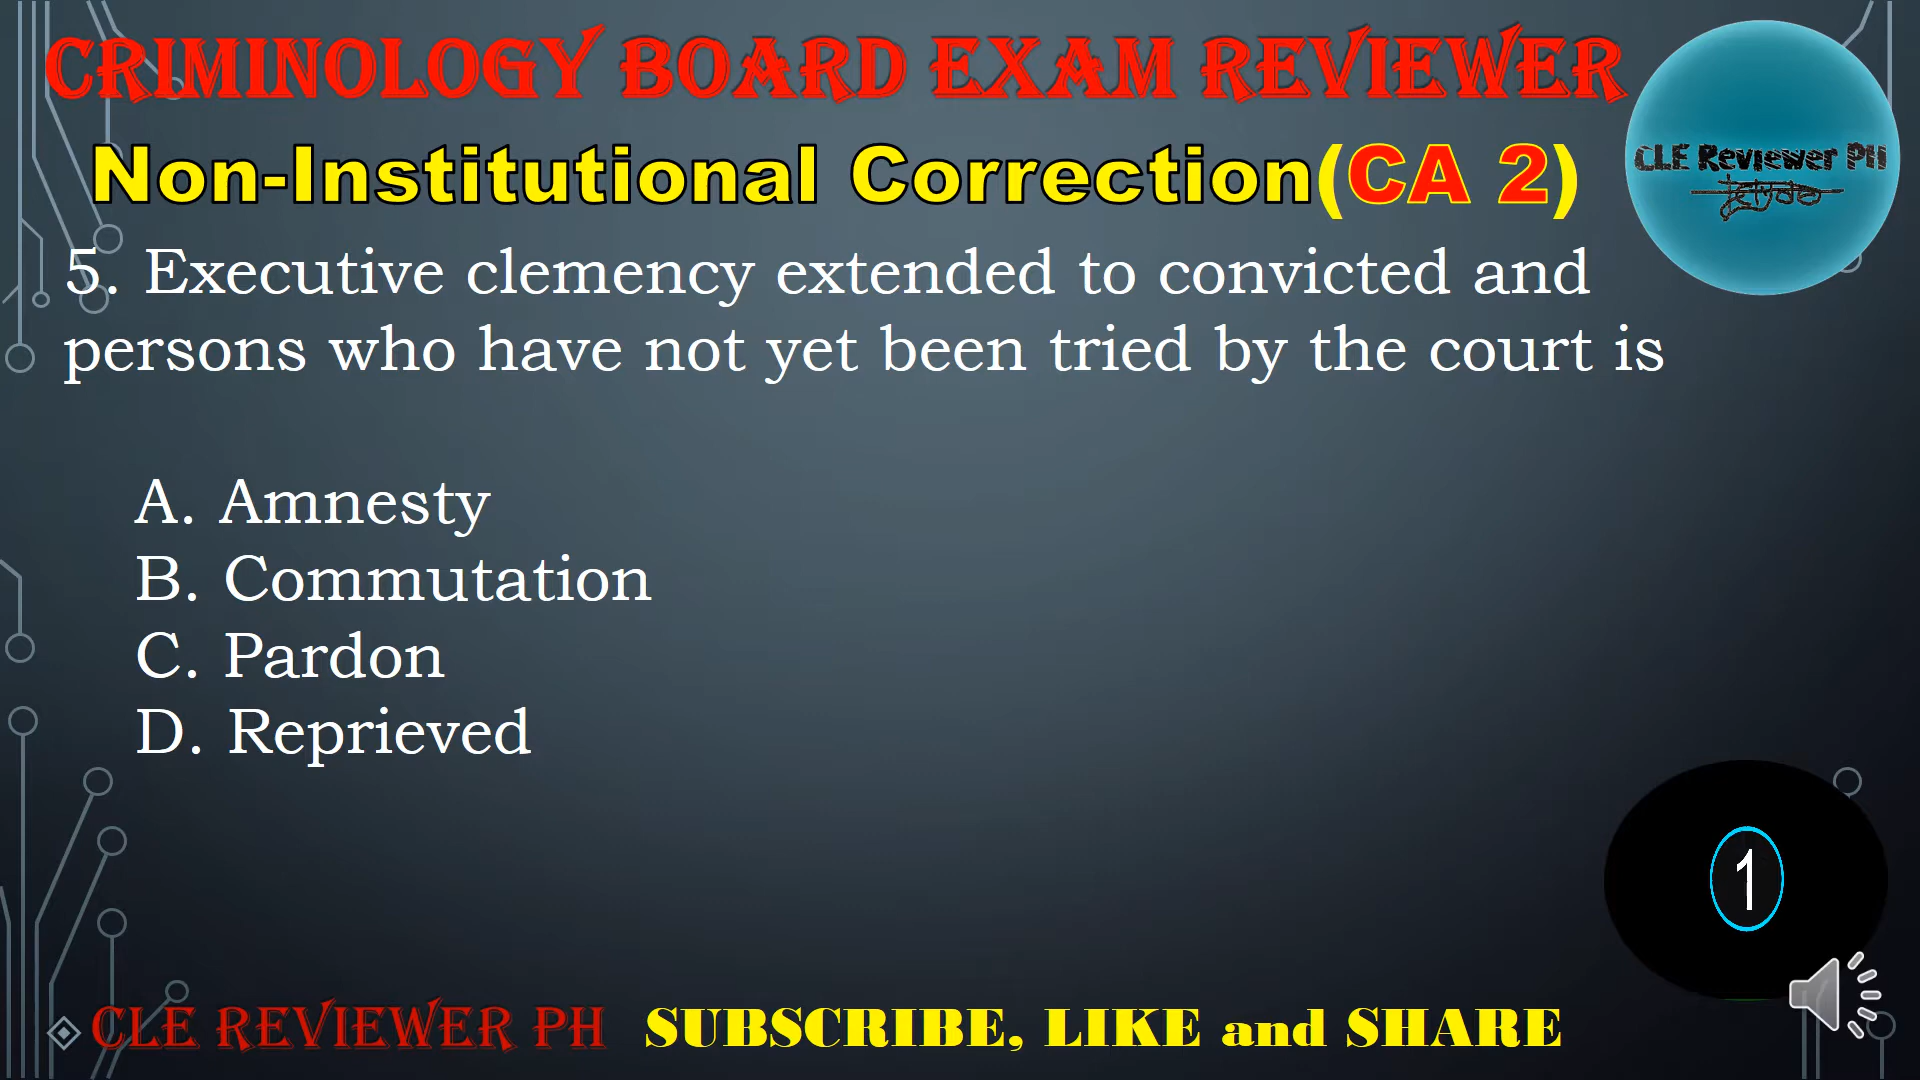 CRIMINOLOGY BOARD EXAM REVIEWER
Non-Institutional Correction(CA 2)
CLE Reviewer PH
5. Executive clemency extended to convicted and
persons who have not yet been tried by the court is
A. Amnesty
B. Commutation
C. Pardon
D. Reprieved
1
CLE REVIEWER PH SUBSCRIBE, LIKE and SHARE